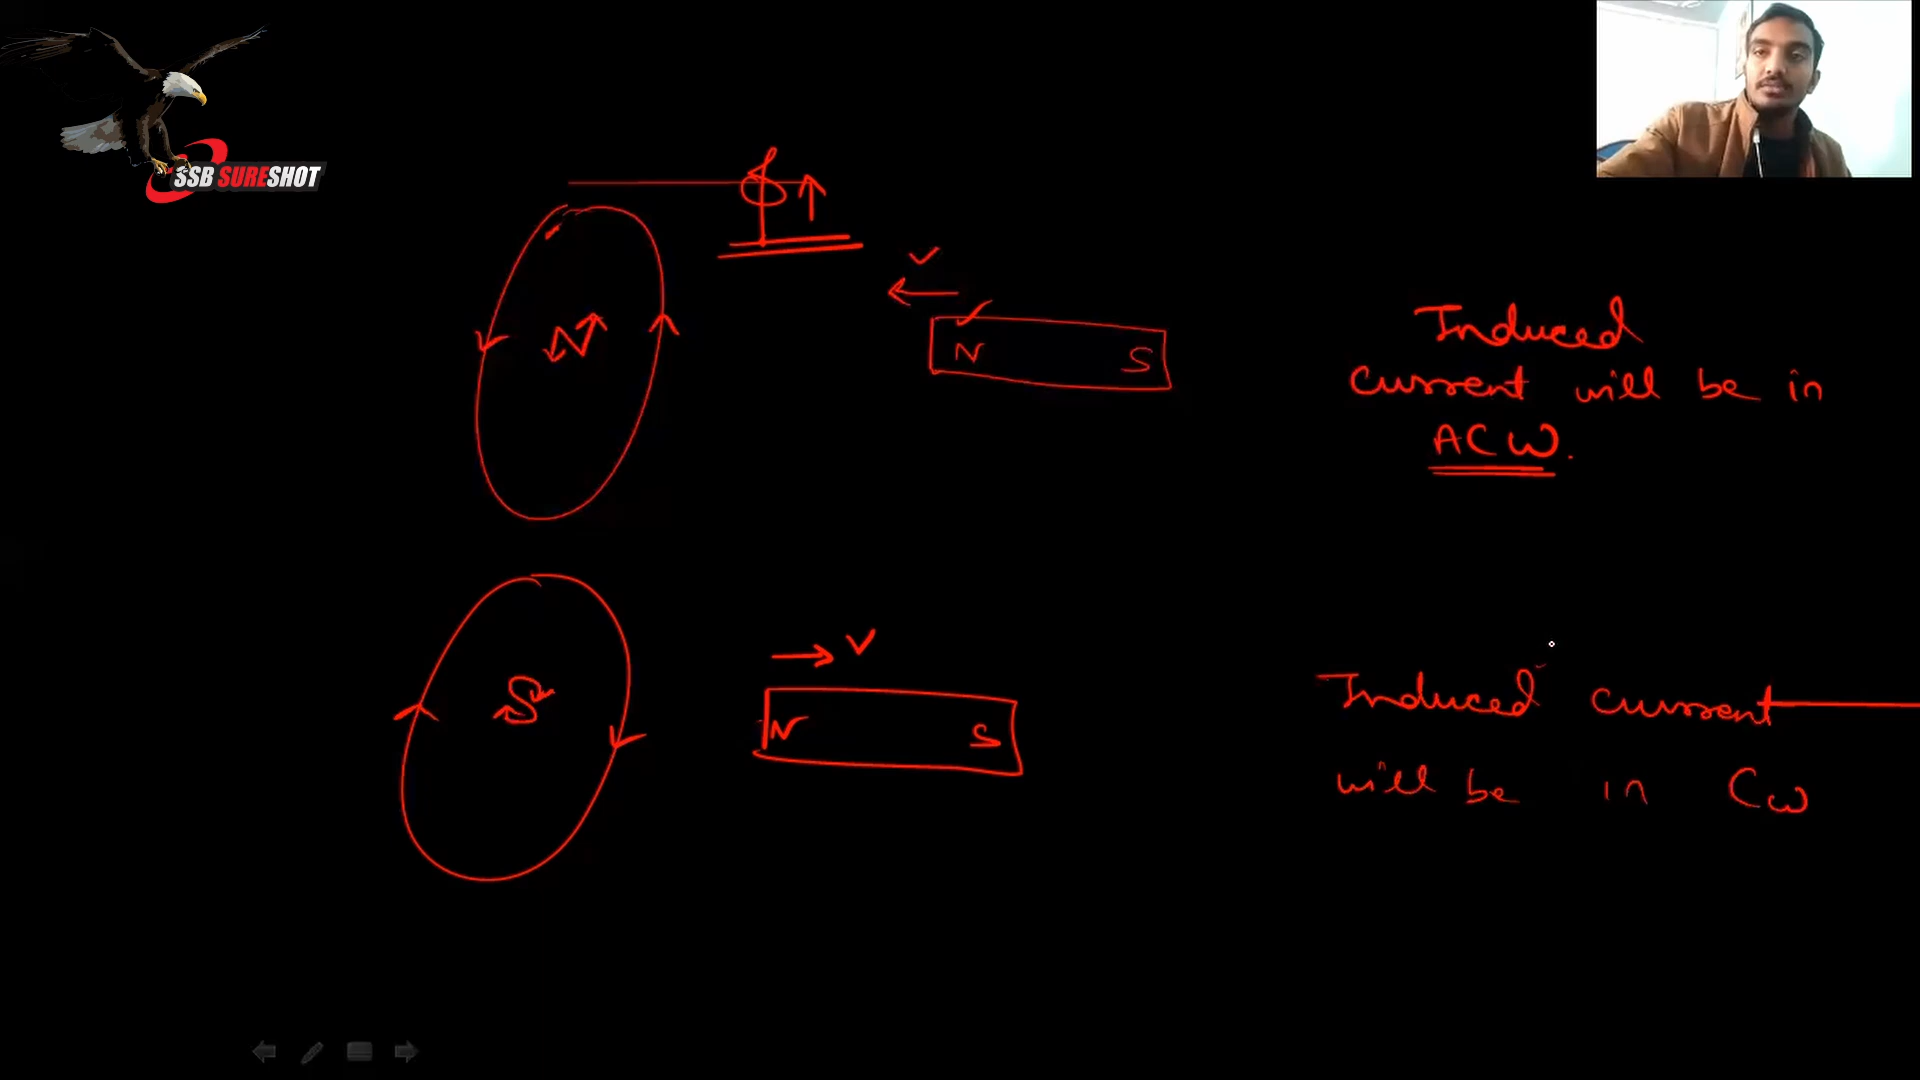 SSB SURESHOT
ϕ↑
V
N
N S
Induced
current will be in
ACW.
V
S
N S
Induced current
will be in CW